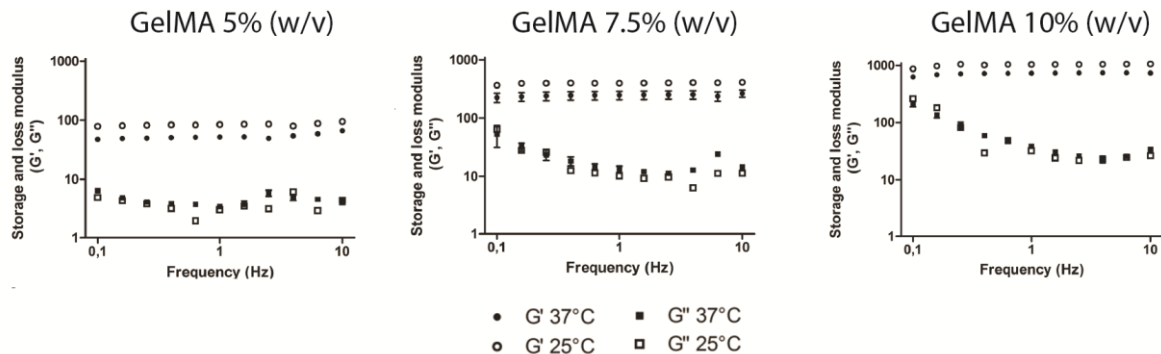 GelMA 5% (w/v)
GelMA 7.5% (w/v)
GelMA 10% (w/v)
Storage and loss modulus
(G', G'')
1000
100
10
1
0,1
1
10
Frequency (Hz)
Storage and loss modulus
(G', G'')
1000
100
10
1
0,1
1
10
Frequency (Hz)
Storage and loss modulus
(G', G'')
1000
100
10
1
0,1
1
10
Frequency (Hz)
G' 37°C
G'' 37°C
G' 25°C
G'' 25°C